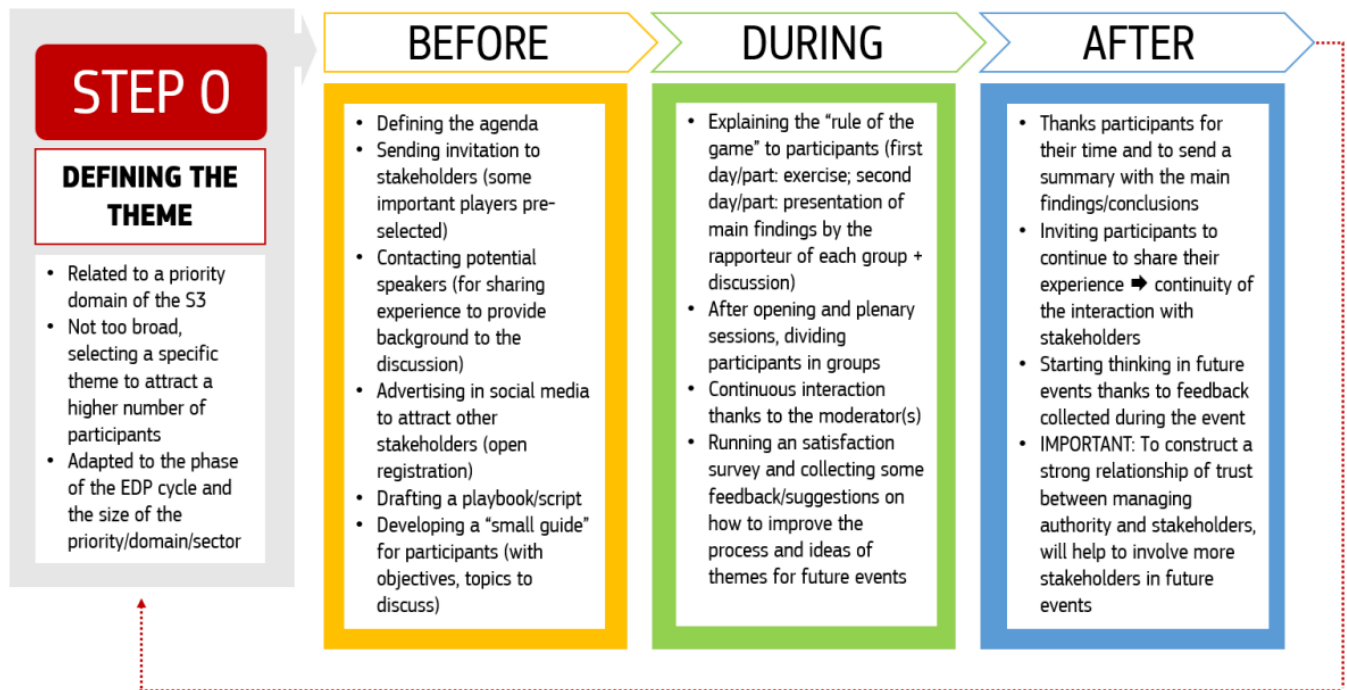 STEP 0
DEFINING THE
THEME
• Related to a priority
domain of the S3
• Not too broad,
selecting a specific
theme to attract a
higher number of
participants
• Adapted to the phase
of the EDP cycle and
the size of the
priority/domain/sector
BEFORE
• Defining the agenda
• Sending invitation to
stakeholders (some
important players pre-
selected)
• Contacting potential
speakers (for sharing
experience to provide
background to the
discussion)
• Advertising in social media
to attract other
stakeholders (open
registration)
• Drafting a playbook/script
• Developing a “small guide”
for participants (with
objectives, topics to
discuss)
DURING
• Explaining the “rule of the
game” to participants (first
day/part: exercise; second
day/part: presentation of
main findings by the
rapporteur of each group +
discussion)
• After opening and plenary
sessions, dividing
participants in groups
• Continuous interaction
thanks to the moderator(s)
• Running an satisfaction
survey and collecting some
feedback/suggestions on
how to improve the
process and ideas of
themes for future events
AFTER
• Thanks participants for
their time and to send a
summary with the main
findings/conclusions
• Inviting participants to
continue to share their
experience ➡ continuity of
the interaction with
stakeholders
• Starting thinking in future
events thanks to feedback
collected during the event
• IMPORTANT: To construct a
strong relationship of trust
between managing
authority and stakeholders,
will help to involve more
stakeholders in future
events